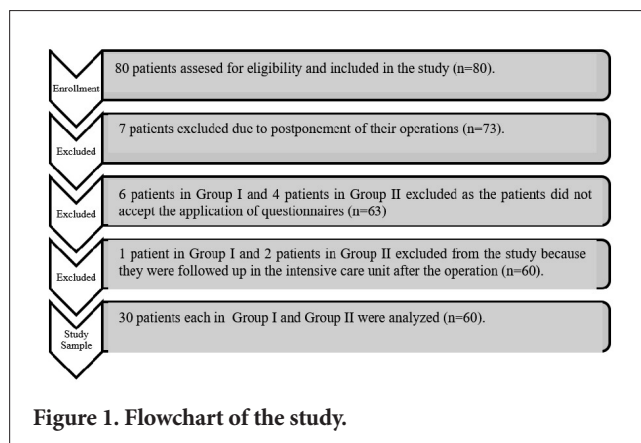 80 patients assesed for eligibility and included in the study (n=80).
Enrollment
7 patients excluded due to postponement of their operations (n=73).
Excluded
6 patients in Group I and 4 patients in Group II excluded as the patients did not
accept the application of questionnaires (n=63)
Excluded
1 patient in Group I and 2 patients in Group II excluded from the study because
they were followed up in the intensive care unit after the operation (n=60).
Excluded
30 patients each in Group I and Group II were analyzed (n=60).
Study
Sample
Figure 1. Flowchart of the study.